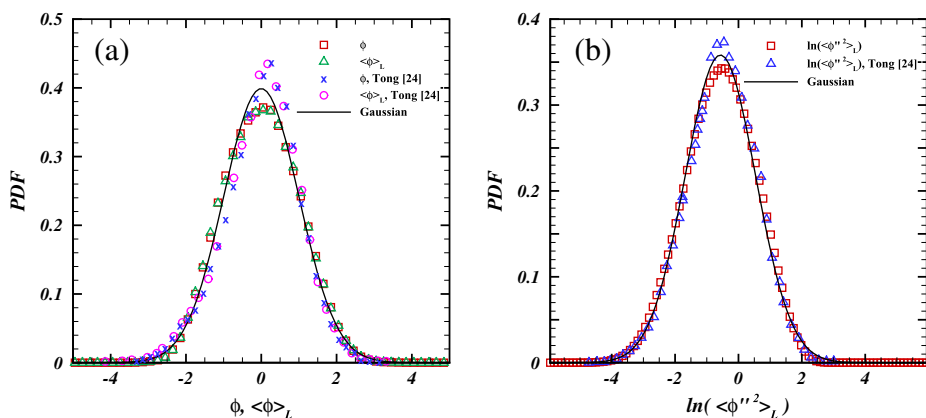 (a)
0.5
0.4
0.3
0.2
0.1
0
PDF
-4
-2
0
2
4
ϕ, <ϕ>L
ϕ
<ϕ>L
ϕ, Tong [24]
<ϕ>L, Tong [24]
Gaussian
(b)
0.4
0.3
0.2
0.1
0
PDF
-4
-2
0
2
4
ln( <ϕ''²>L )
ln(<ϕ''²>L)
ln(<ϕ''²>L), Tong [24]
Gaussian